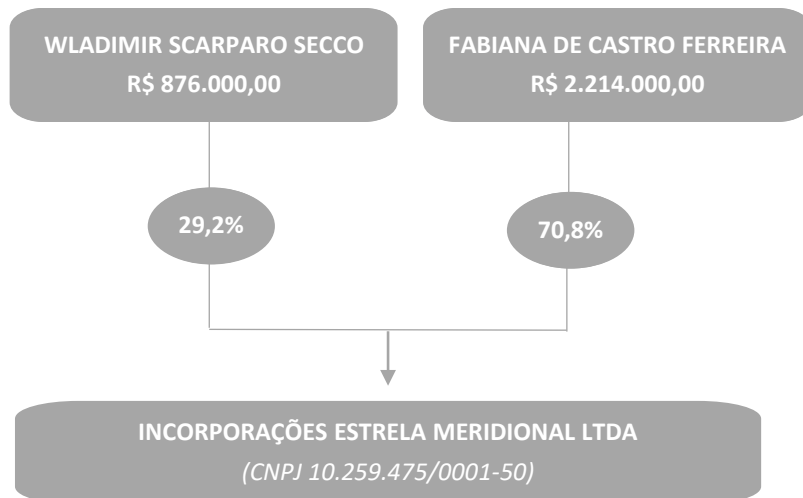 WLADIMIR SCARPARO SECCO
R$ 876.000,00
FABIANA DE CASTRO FERREIRA
R$ 2.214.000,00
29,2%
70,8%
INCORPORAÇÕES ESTRELA MERIDIONAL LTDA
(CNPJ 10.259.475/0001-50)